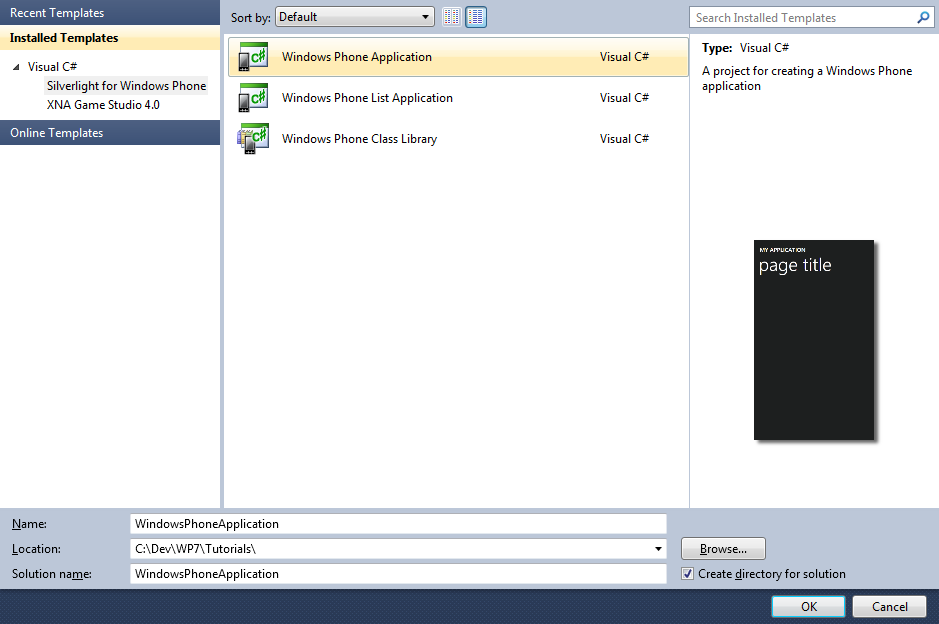 Recent Templates
Installed Templates
Visual C#
Silverlight for Windows Phone
XNA Game Studio 4.0
Online Templates
Sort by: Default
Windows Phone Application Visual C#
Windows Phone List Application Visual C#
Windows Phone Class Library Visual C#
Search Installed Templates
Type: Visual C#
A project for creating a Windows Phone
application
MY APPLICATION
page title
Name: WindowsPhoneApplication
Location: C:\Dev\WP7\Tutorials\ Browse...
Solution name: WindowsPhoneApplication Create directory for solution
OK Cancel